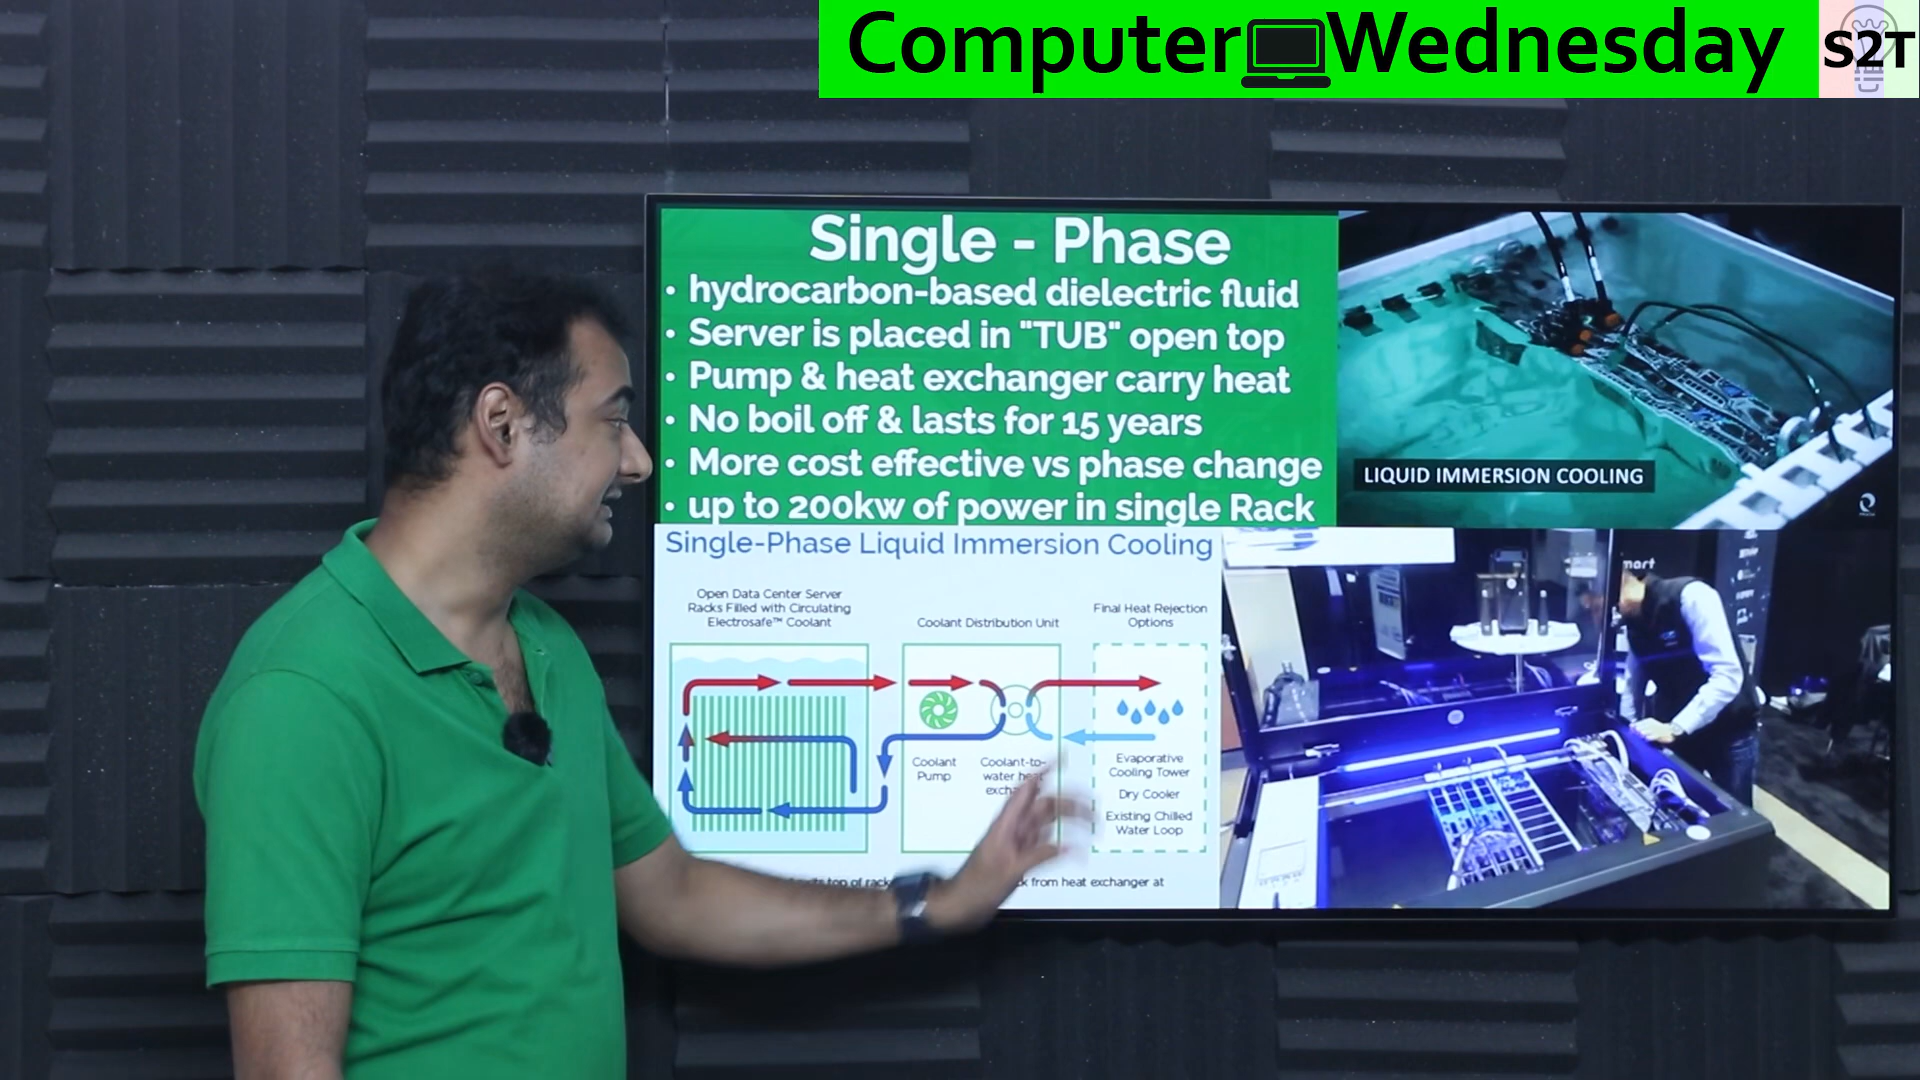 Computer Wednesday
S2T
Single - Phase
• hydrocarbon-based dielectric fluid
• Server is placed in "TUB" open top
• Pump & heat exchanger carry heat
• No boil off & lasts for 15 years
• More cost effective vs phase change
• up to 200kw of power in single Rack
LIQUID IMMERSION COOLING
Single-Phase Liquid Immersion Cooling
Open Data Center Server
Racks Filled with Circulating
Electrosafe™ Coolant
Coolant Distribution Unit
Final Heat Rejection
Options
Coolant
Pump
Coolant-to-
water
Evaporative
Cooling Tower
Dry Cooler
Existing Chilled
Water Loop
top of
from heat exchanger at